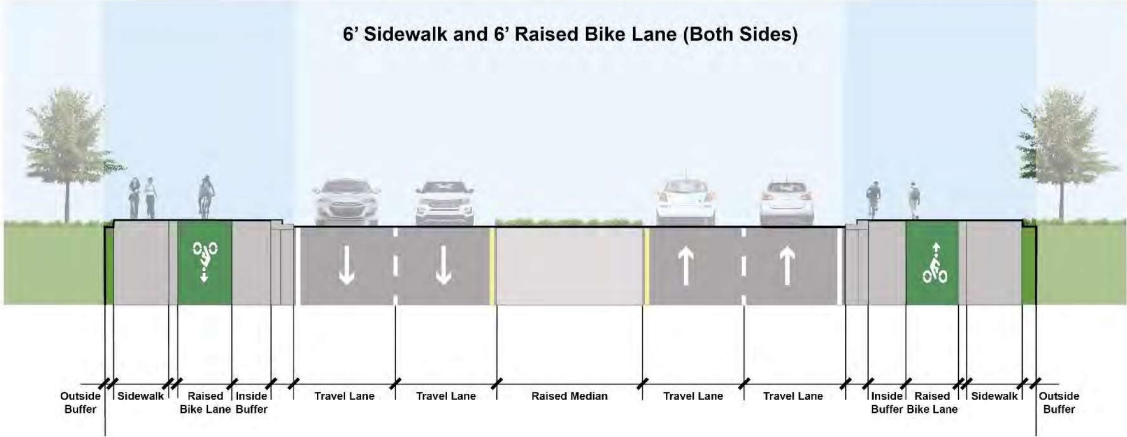 6’ Sidewalk and 6’ Raised Bike Lane (Both Sides)
Outside
Buffer
Sidewalk
Raised
Bike Lane
Inside
Buffer
Travel Lane
Travel Lane
Raised Median
Travel Lane
Travel Lane
Inside
Buffer
Raised
Bike Lane
Sidewalk
Outside
Buffer